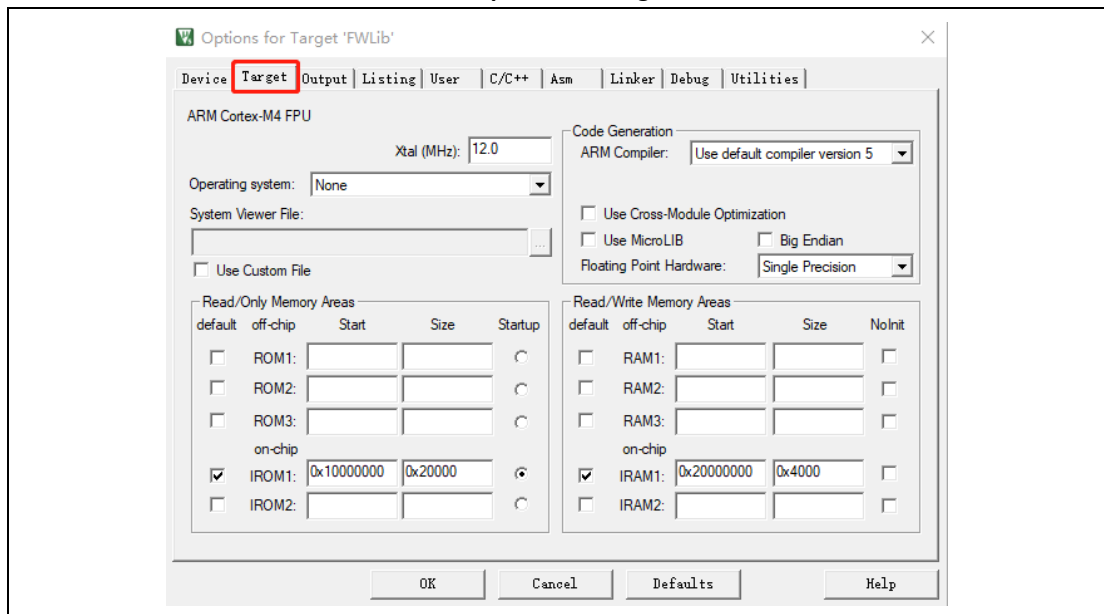 Options for Target 'FWLib'
Device Target Output Listing User C/C++ Asm Linker Debug Utilities
ARM Cortex-M4 FPU
Xtal (MHz): 12.0
Operating system: None
System Viewer File:
...
Use Custom File
Code Generation
ARM Compiler: Use default compiler version 5
Use Cross-Module Optimization
Use MicroLIB Big Endian
Floating Point Hardware: Single Precision
Read/Only Memory Areas
default off-chip Start Size Startup
ROM1:
ROM2:
ROM3:
on-chip
IROM1: 0x10000000 0x20000
IROM2:
Read/Write Memory Areas
default off-chip Start Size NoInit
RAM1:
RAM2:
RAM3:
on-chip
IRAM1: 0x20000000 0x4000
IRAM2:
OK Cancel Defaults Help